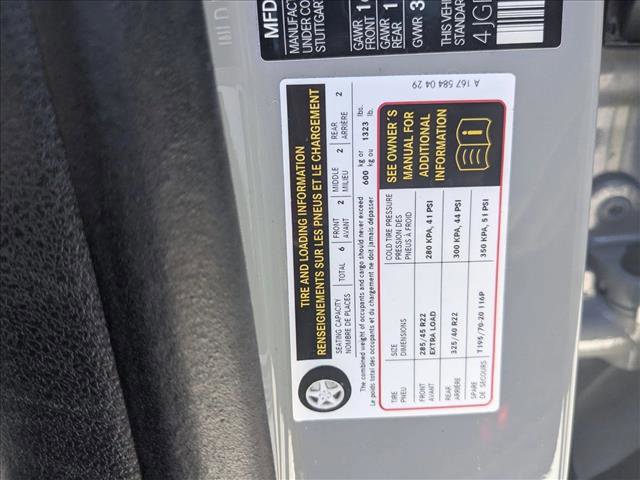 MFD
MANUFACT
UNDER CO
STUTTGAR
GAWR
FRONT
GAWR
REAR
GVWR 3
THIS VEHI
STANDARD
4JG
TIRE AND LOADING INFORMATION
RENSEIGNEMENTS SUR LES PNEUS ET LE CHARGEMENT
SEATING CAPACITY TOTAL 6 FRONT 2 MIDDLE 2 REAR 2
NOMBRE DE PLACES AVANT MILIEU ARRIÈRE
The combined weight of occupants and cargo should never exceed 600 kg or 1323 lbs.
Le poids total des occupants et du chargement ne doit jamais dépasser kg ou lb.
TIRE SIZE COLD TIRE PRESSURE
PNEU DIMENSIONS PRESSION DES
PNEUS À FROID
FRONT 285/45 R22 280 KPA, 41 PSI
AVANT EXTRA LOAD
REAR 325/40 R22 300 KPA, 44 PSI
ARRIÈRE
SPARE T195/70-20 116P 350 KPA, 51 PSI
DE SECOURS
SEE OWNER´S
MANUAL FOR
ADDITIONAL
INFORMATION
A 167 584 04 29